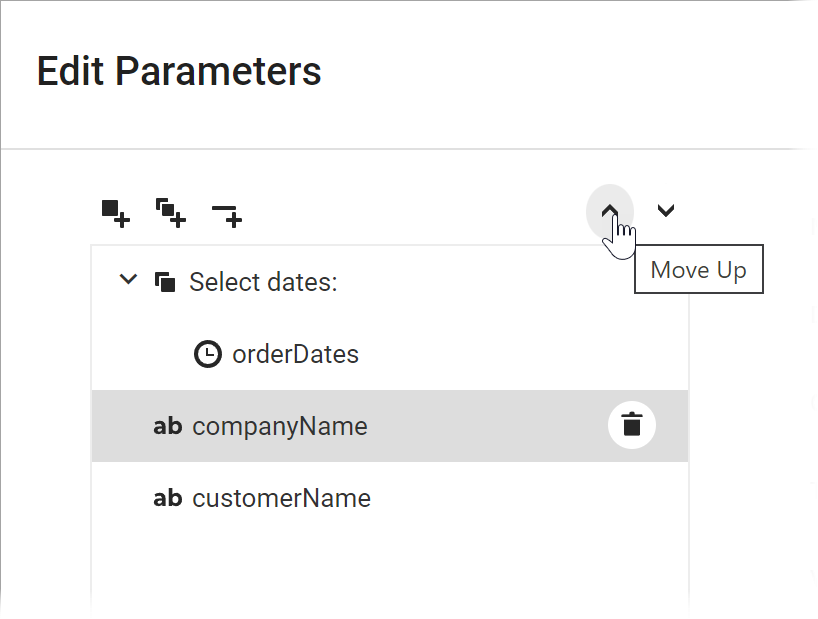 Edit Parameters
Move Up
Select dates:
orderDates
ab companyName
ab customerName